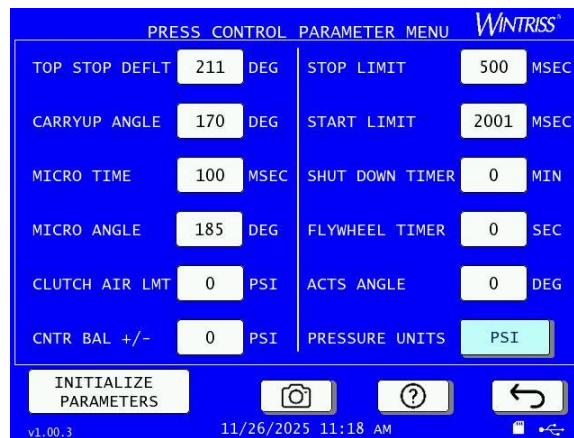 PRESS CONTROL PARAMETER MENU WINTRISS®
TOP STOP DEFLT 211 DEG
CARRYUP ANGLE 170 DEG
MICRO TIME 100 MSEC
MICRO ANGLE 185 DEG
CLUTCH AIR LMT 0 PSI
CNTR BAL +/- 0 PSI
STOP LIMIT 500 MSEC
START LIMIT 2001 MSEC
SHUT DOWN TIMER 0 MIN
FLYWHEEL TIMER 0 SEC
ACTS ANGLE 0 DEG
PRESSURE UNITS PSI
INITIALIZE
PARAMETERS
?
v1.00.3 11/26/2025 11:18 AM